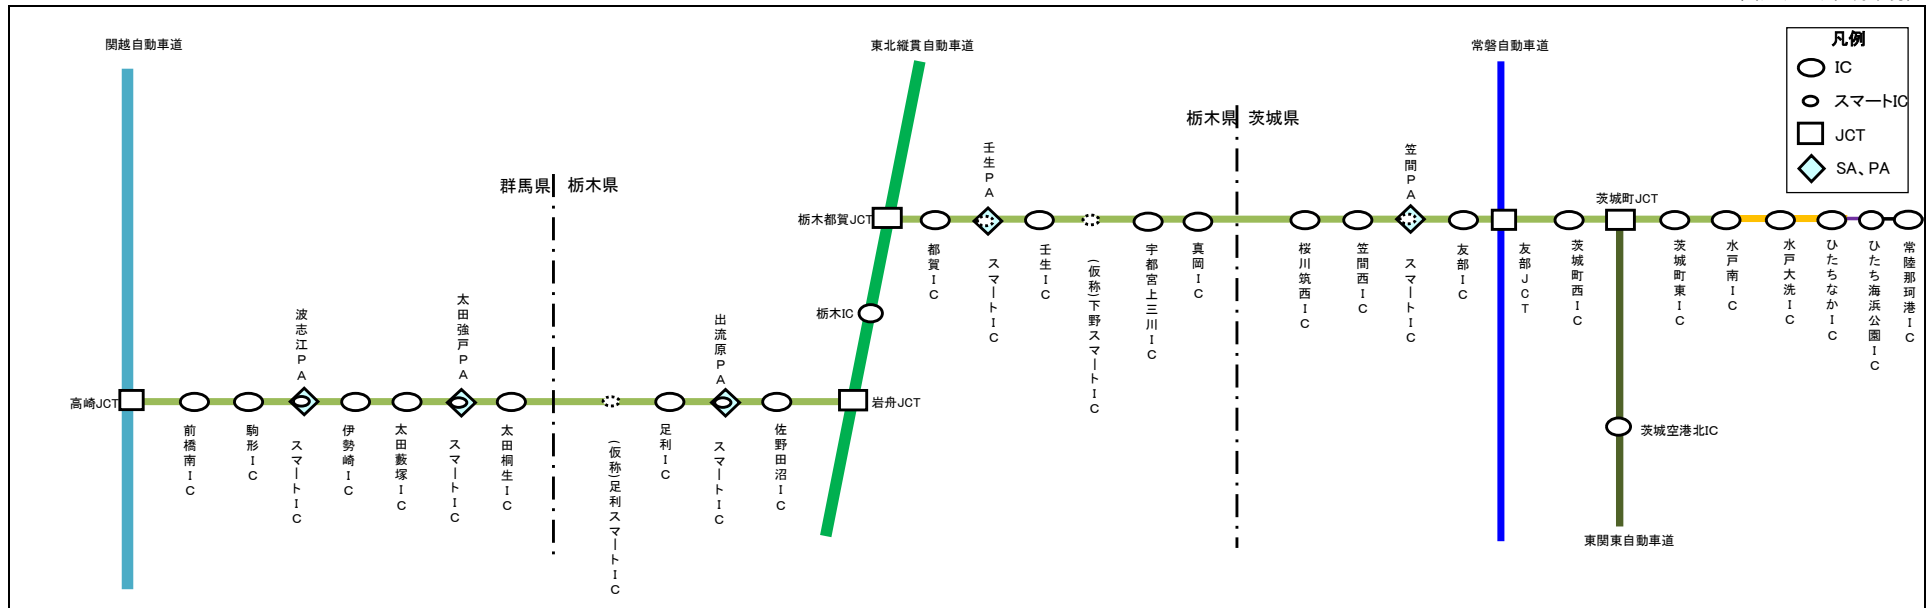 関越自動車道
東北縦貫自動車道
常磐自動車道
凡例
IC
スマートIC
JCT
SA、PA
群馬県
栃木県
栃木県
茨城県
高崎JCT
前橋南IC
駒形IC
波志江PA
スマートIC
伊勢崎IC
太田藪塚IC
太田強戸PA
スマートIC
太田桐生IC
(仮称)足利スマートIC
足利IC
出流原PA
スマートIC
佐野田沼IC
岩舟JCT
栃木IC
栃木都賀JCT
都賀IC
壬生PA
スマートIC
壬生IC
(仮称)下野スマートIC
宇都宮上三川IC
真岡IC
桜川筑西IC
笠間西IC
笠間PA
スマートIC
友部IC
友部JCT
茨城町西IC
茨城町JCT
茨城空港北IC
東関東自動車道
茨城町東IC
水戸南IC
水戸大洗IC
ひたちなかIC
ひたち海浜公園IC
常陸那珂港IC